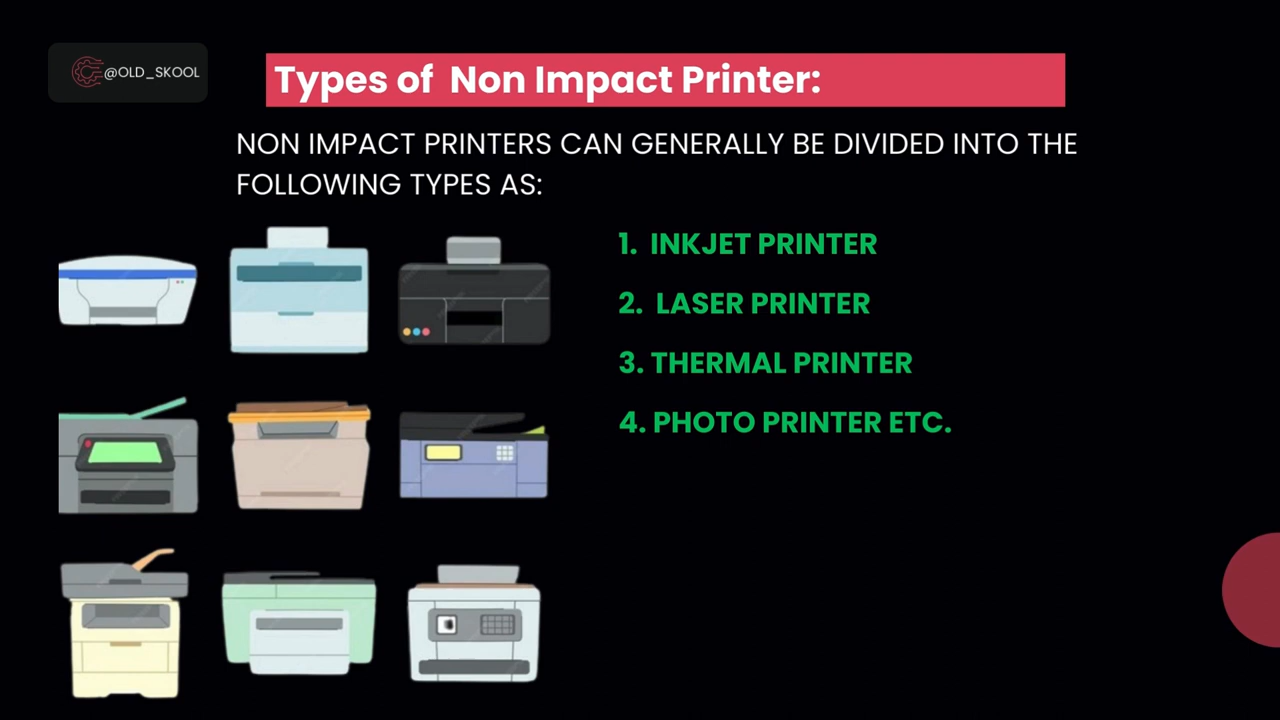 @OLD_SKOOL
Types of Non Impact Printer:
NON IMPACT PRINTERS CAN GENERALLY BE DIVIDED INTO THE
FOLLOWING TYPES AS:
1. INKJET PRINTER
2. LASER PRINTER
3. THERMAL PRINTER
4. PHOTO PRINTER ETC.